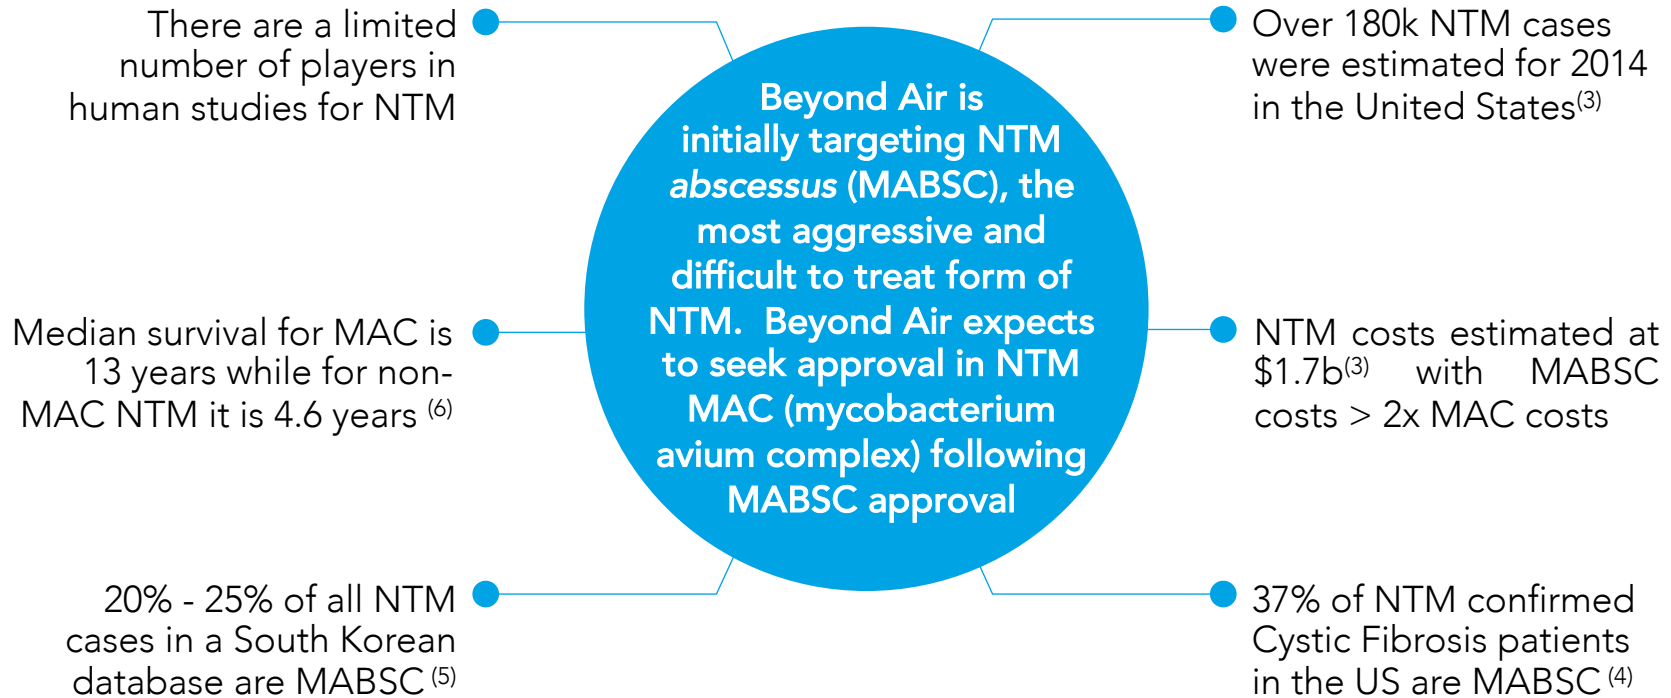 There are a limited
number of players in
human studies for NTM
Median survival for MAC is
13 years while for non-
MAC NTM it is 4.6 years (6)
20% - 25% of all NTM
cases in a South Korean
database are MABSC (5)
Beyond Air is
initially targeting NTM
abscessus (MABSC), the
most aggressive and
difficult to treat form of
NTM. Beyond Air expects
to seek approval in NTM
MAC (mycobacterium
avium complex) following
MABSC approval
Over 180k NTM cases
were estimated for 2014
in the United States(3)
NTM costs estimated at
$1.7b(3) with MABSC
costs > 2x MAC costs
37% of NTM confirmed
Cystic Fibrosis patients
in the US are MABSC (4)